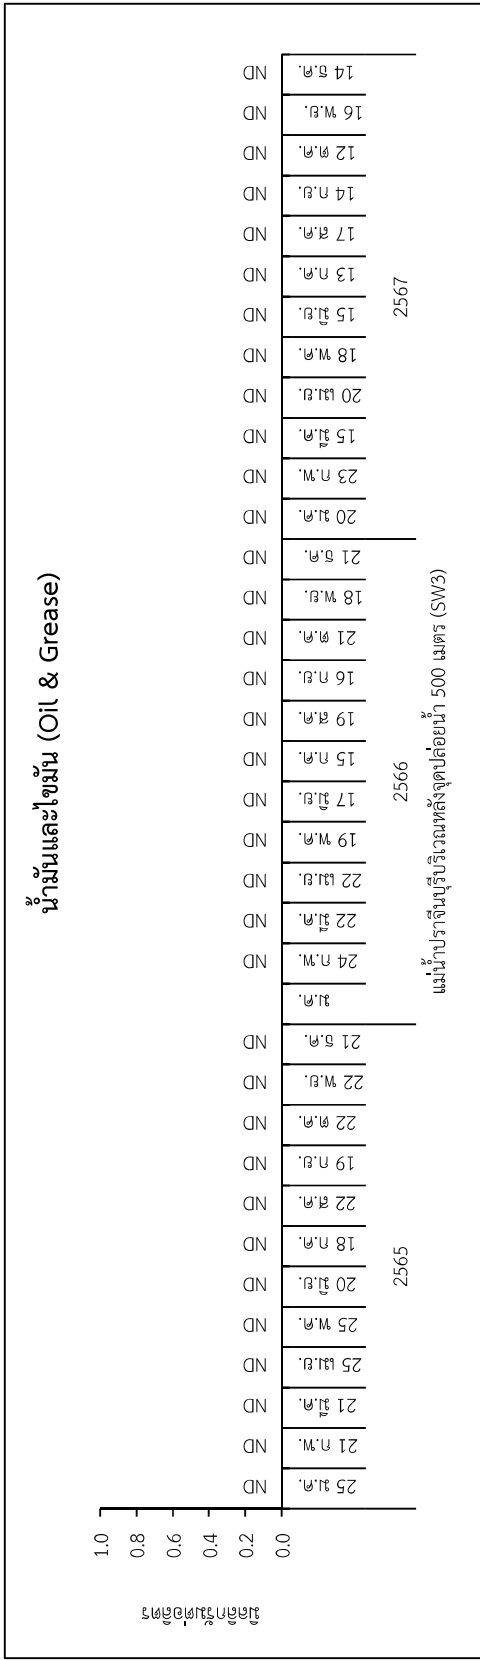 น้ำมันและไขมัน (Oil & Grease)
มิลลิกรัมต่อลิตร
1.0
0.8
0.6
0.4
0.2
0.0
ND ND ND ND ND ND ND ND ND ND ND ND ND ND ND ND ND ND ND ND ND ND ND ND ND ND ND ND ND ND ND ND ND ND ND
25 ม.ค. 21 ก.พ. 21 มี.ค. 25 เม.ย. 25 พ.ค. 20 มิ.ย. 18 ก.ค. 22 ส.ค. 19 ก.ย. 22 ต.ค. 22 พ.ย. 21 ธ.ค. ม.ค. 24 ก.พ. 22 มี.ค. 22 เม.ย. 19 พ.ค. 17 มิ.ย. 15 ก.ค. 19 ส.ค. 16 ก.ย. 21 ต.ค. 18 พ.ย. 21 ธ.ค. 20 ม.ค. 23 ก.พ. 15 มี.ค. 20 เม.ย. 18 พ.ค. 15 มิ.ย. 13 ก.ค. 17 ส.ค. 14 ก.ย. 12 ต.ค. 16 พ.ย. 14 ธ.ค.
2565 2566 2567
แม่น้ำปราจีนบุรีบริเวณหลังจุดปล่อยน้ำ 500 เมตร (SW3)